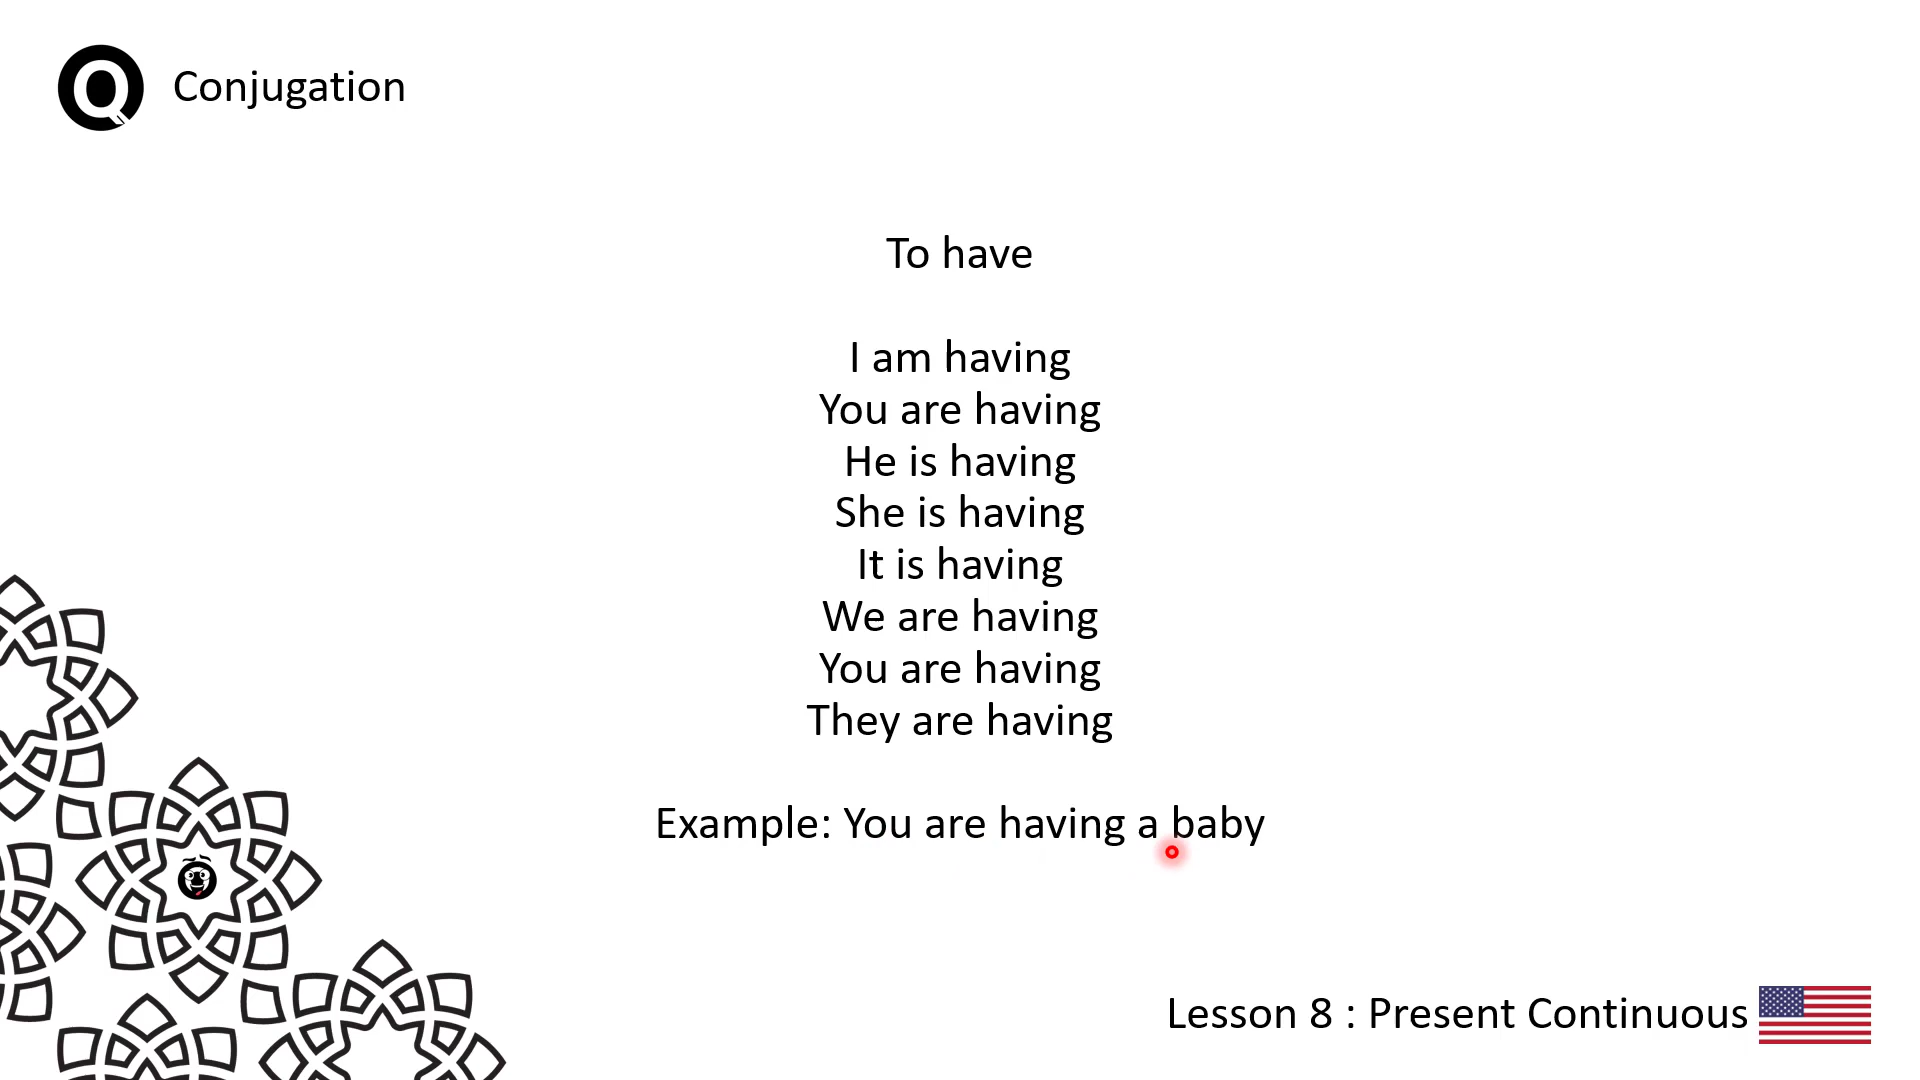 Q Conjugation
To have
I am having
You are having
He is having
She is having
It is having
We are having
You are having
They are having
Example: You are having a baby
Lesson 8 : Present Continuous